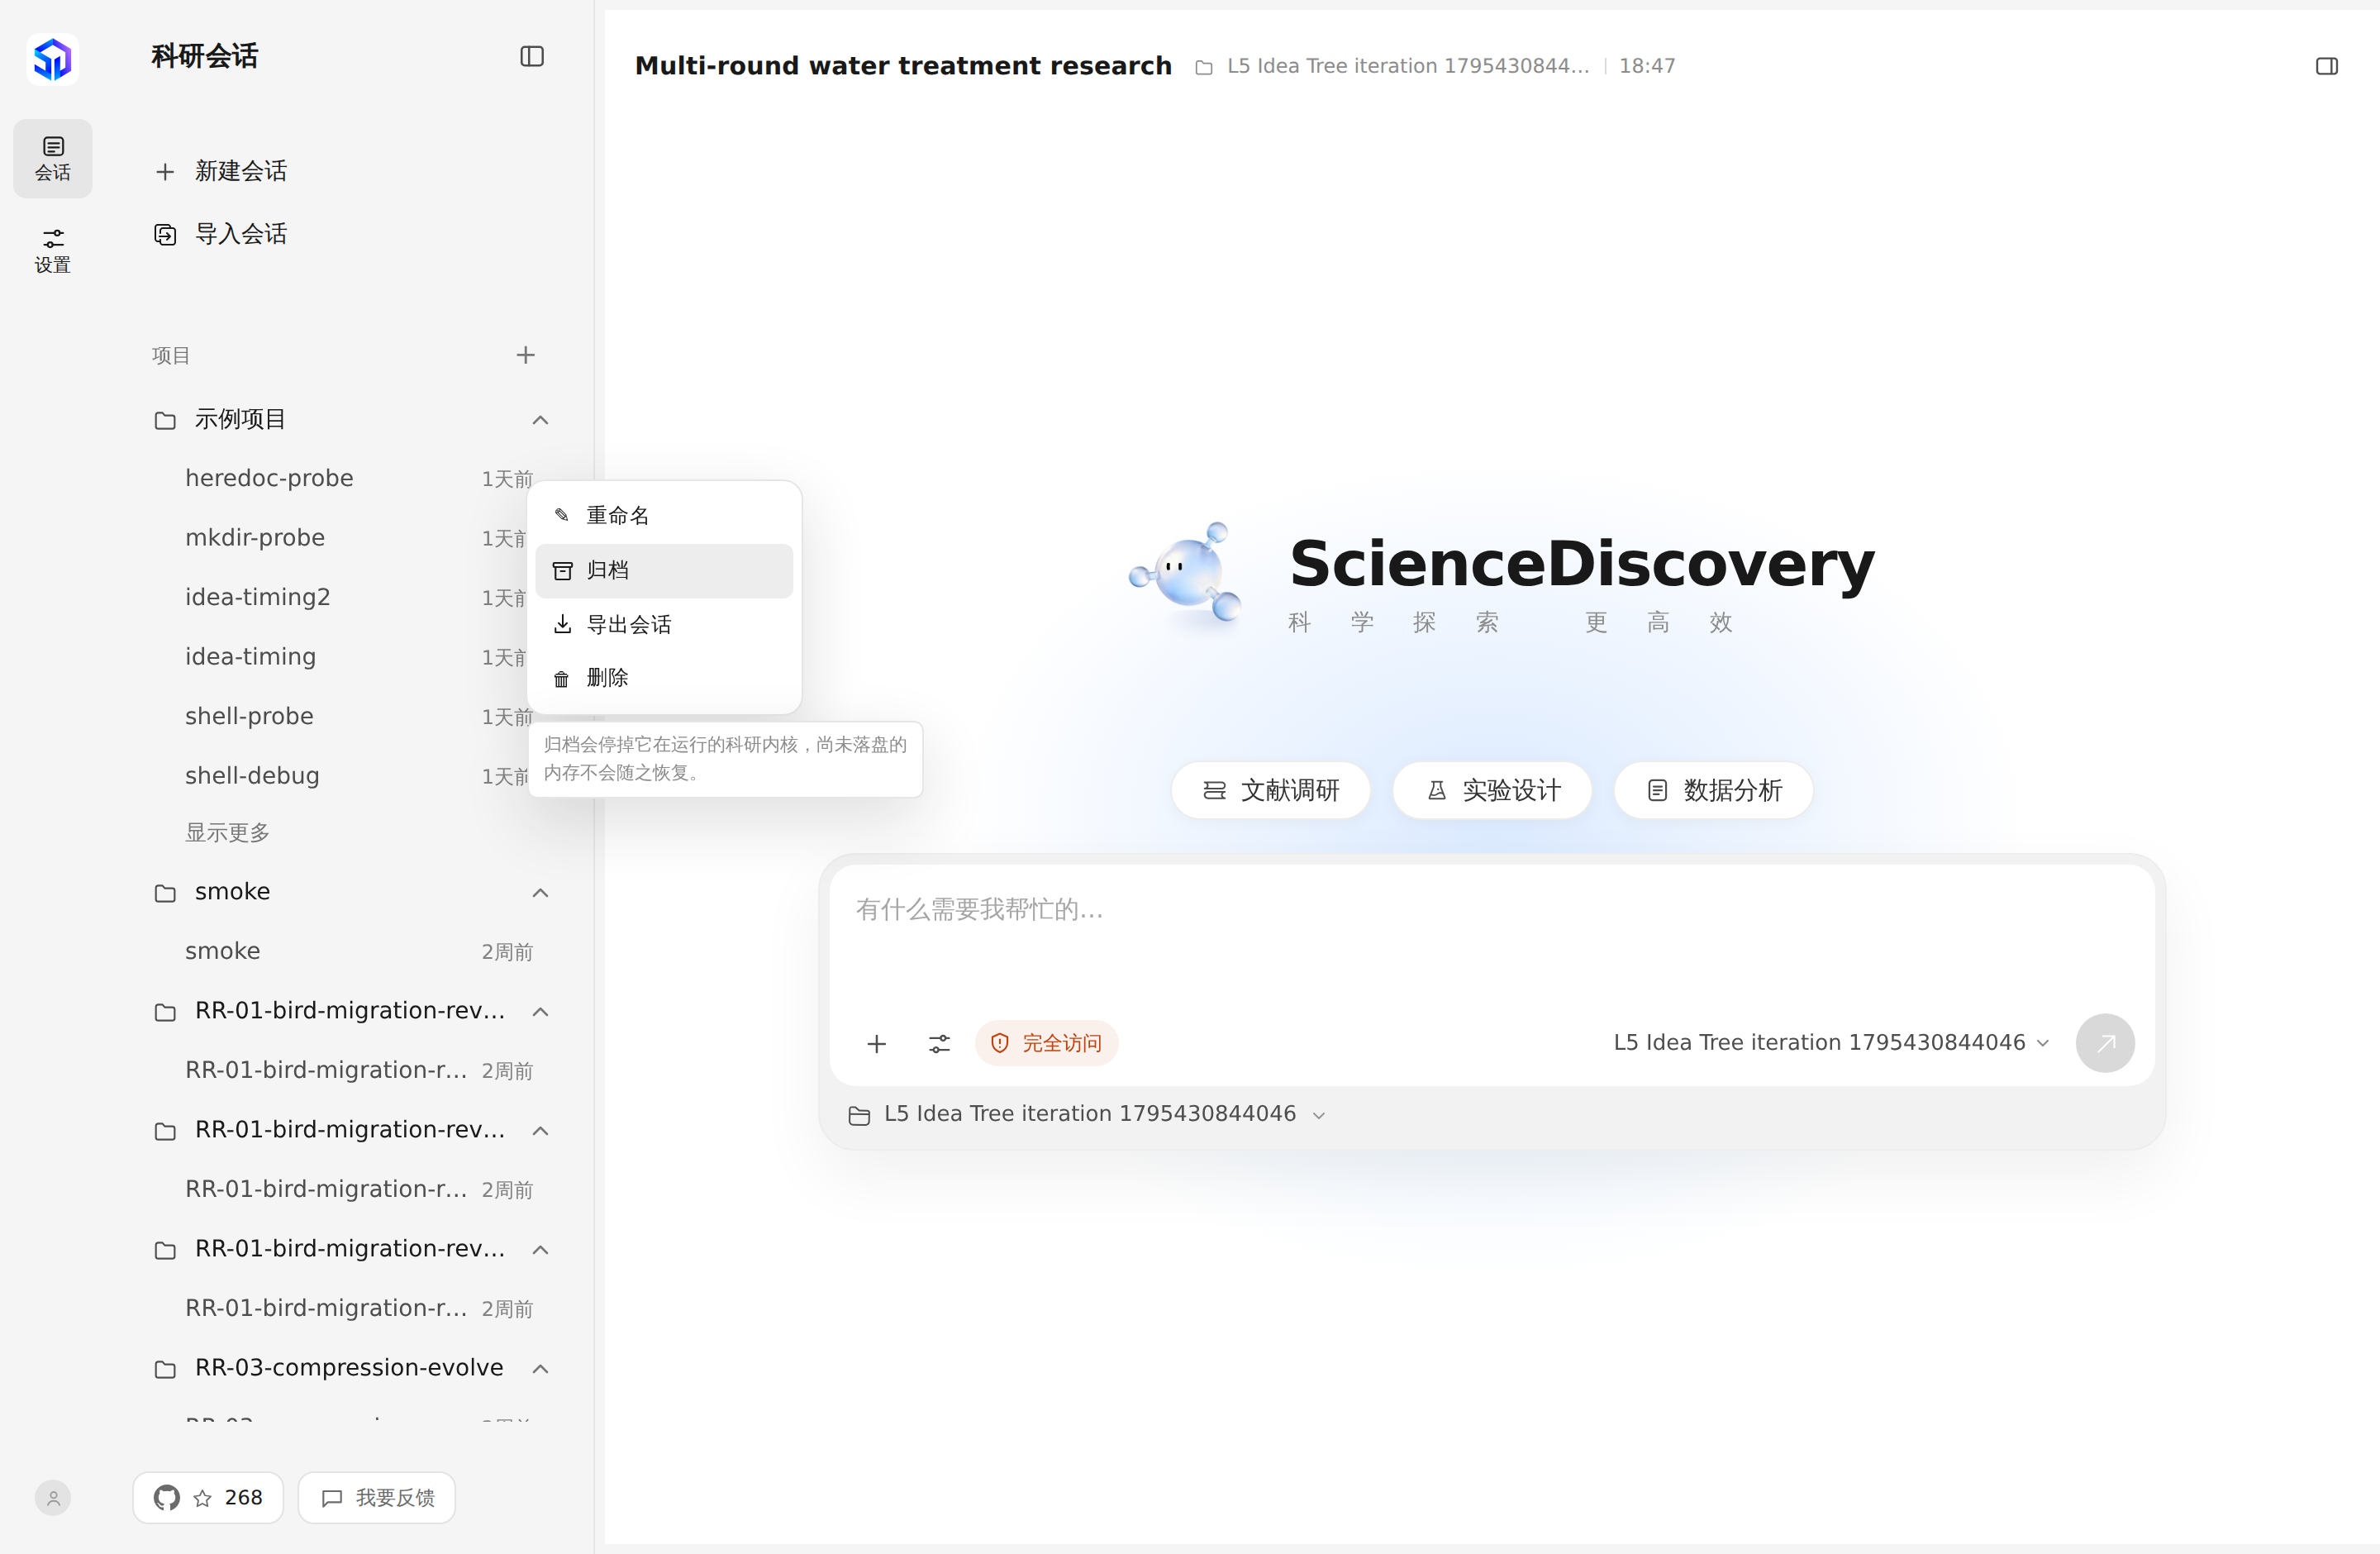 科研会话
会话
设置
新建会话
导入会话
项目
示例项目
heredoc-probe 1天前
mkdir-probe 1天前
idea-timing2 1天前
idea-timing 1天前
shell-probe 1天前
shell-debug 1天前
显示更多
smoke
smoke 2周前
RR-01-bird-migration-rev…
RR-01-bird-migration-r… 2周前
RR-01-bird-migration-rev…
RR-01-bird-migration-r… 2周前
RR-01-bird-migration-rev…
RR-01-bird-migration-r… 2周前
RR-03-compression-evolve
268
我要反馈
重命名
归档
导出会话
删除
归档会停掉它在运行的科研内核，尚未落盘的
内存不会随之恢复。
Multi-round water treatment research L5 Idea Tree iteration 1795430844… 18:47
ScienceDiscovery
科学探索 更高效
文献调研 实验设计 数据分析
有什么需要我帮忙的…
完全访问 L5 Idea Tree iteration 1795430844046
L5 Idea Tree iteration 1795430844046